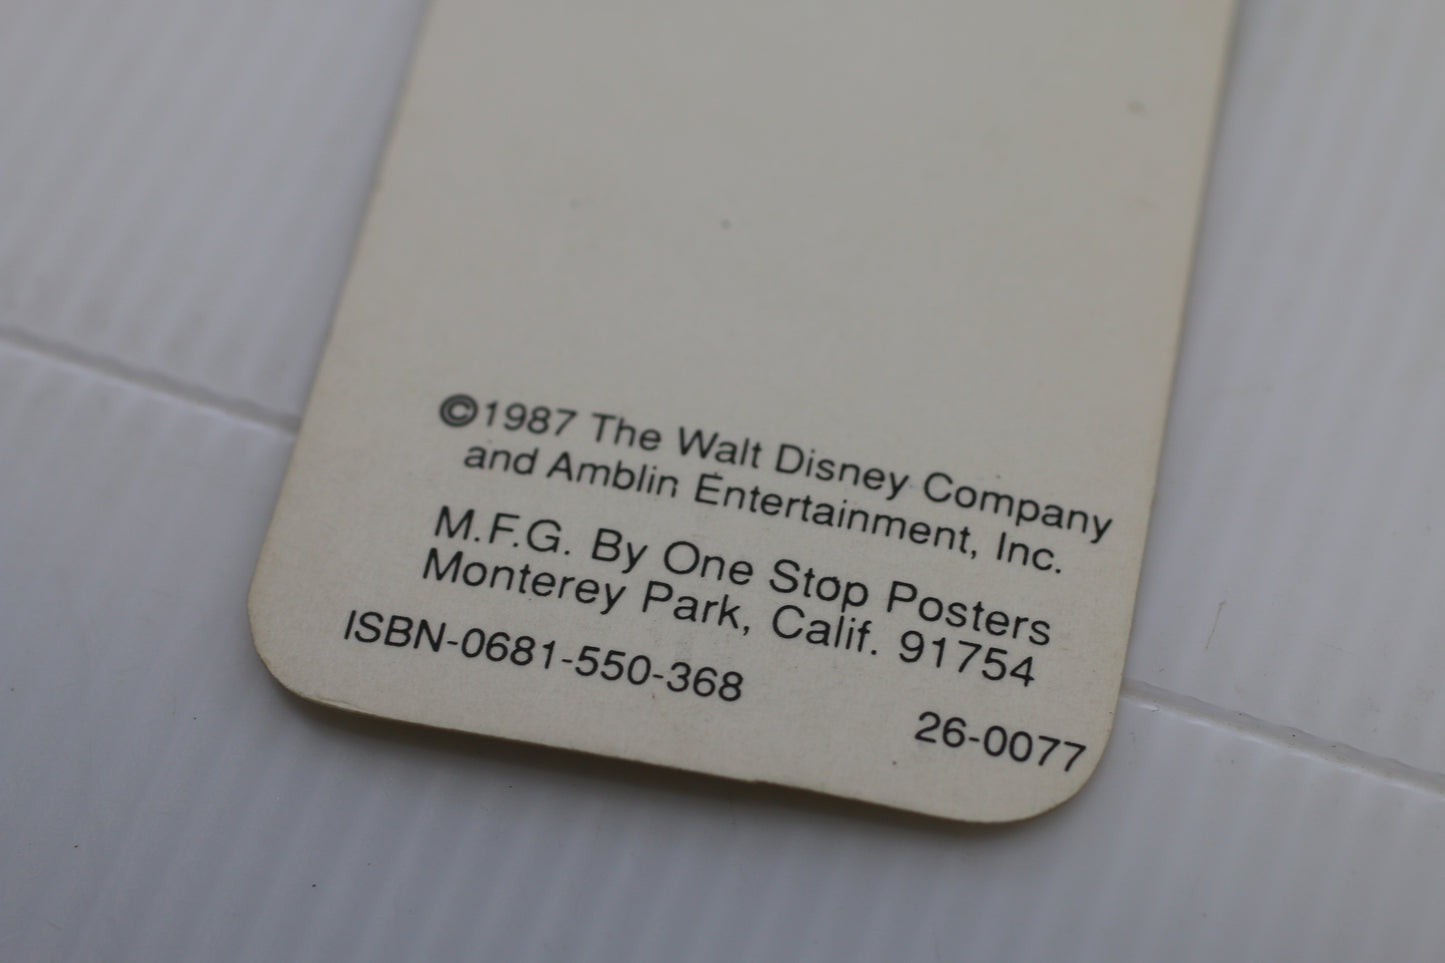 ©1987 The Walt Disney Company
and Amblin Entertainment, Inc.
M.F.G. By One Stop Posters
Monterey Park, Calif. 91754
ISBN-0681-550-368
26-0077